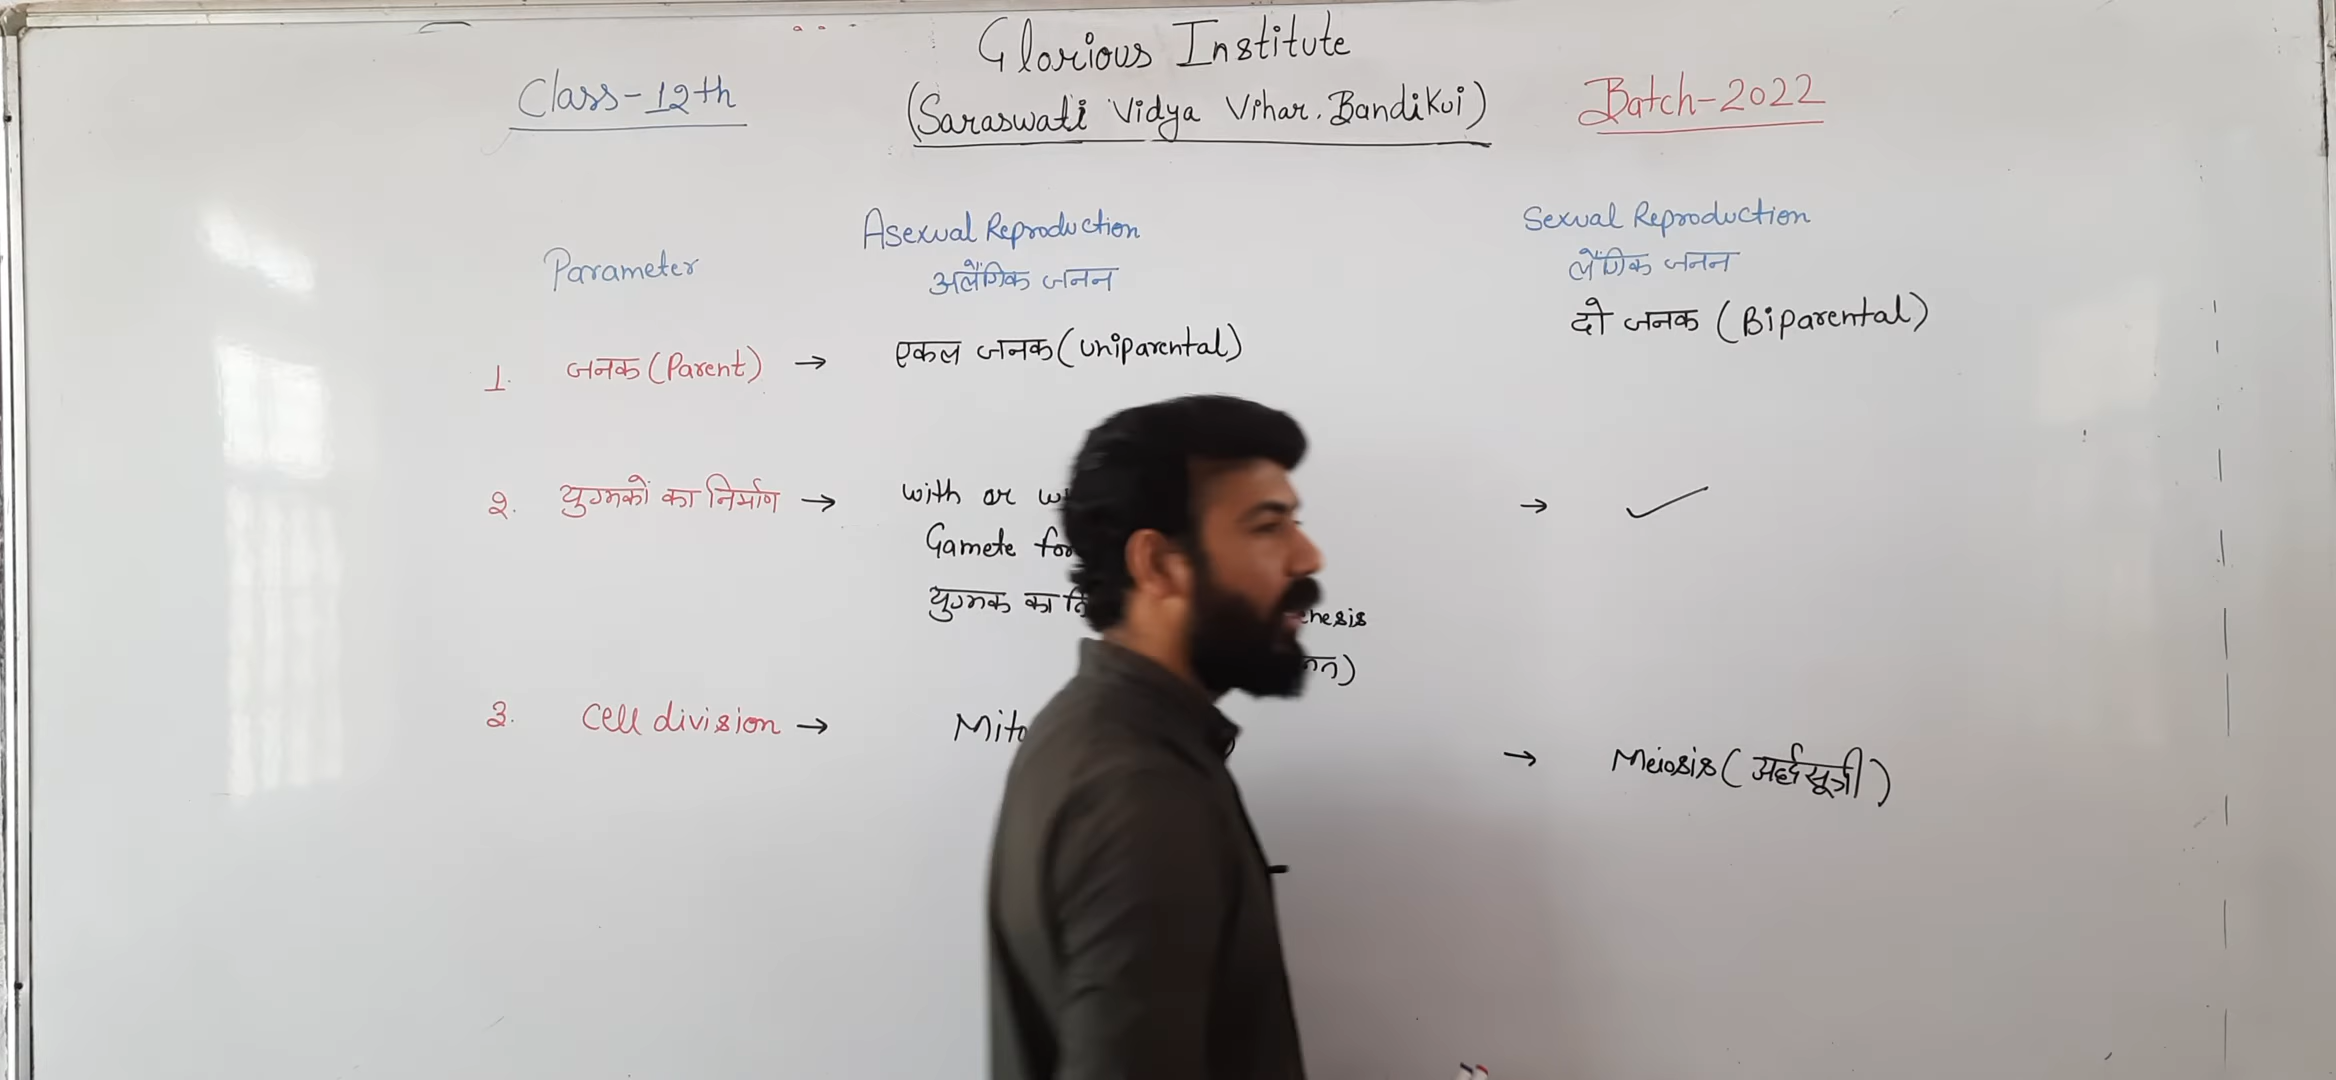 Glorious Institute
Class-12th
(Saraswati Vidya Vihar. Bandikui)
Batch-2022
Parameter
Asexual Reproduction
अलैंगिक जनन
Sexual Reproduction
लैंगिक जनन
1. जनक (Parent) → एकल जनक (Uniparental)
दो जनक (Biparental)
2. युग्मकों का निर्माण → with or
→ ✓
Gamete
युग्मक का
3. Cell division →
→ Meiosis (अर्द्धसूत्री)